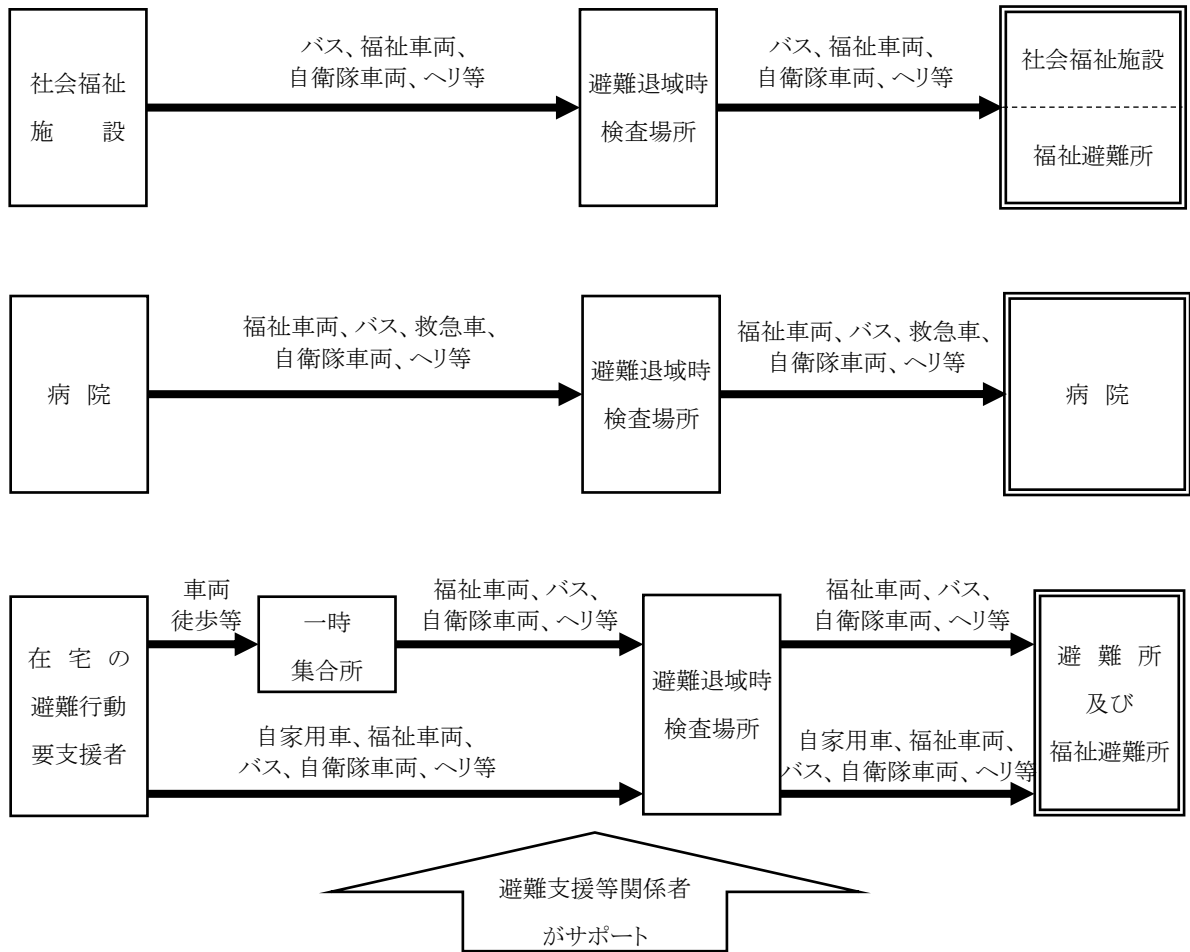 社会福祉
施　設
バス、福祉車両、
自衛隊車両、ヘリ等
避難退域時
検査場所
バス、福祉車両、
自衛隊車両、ヘリ等
社会福祉施設
福祉避難所
病 院
福祉車両、バス、救急車、
自衛隊車両、ヘリ等
避難退域時
検査場所
福祉車両、バス、救急車、
自衛隊車両、ヘリ等
病 院
在 宅 の
避難行動
要支援者
車両
徒歩等
一時
集合所
福祉車両、バス、
自衛隊車両、ヘリ等
自家用車、福祉車両、
バス、自衛隊車両、ヘリ等
避難退域時
検査場所
福祉車両、バス、
自衛隊車両、ヘリ等
自家用車、福祉車両、
バス、自衛隊車両、ヘリ等
避 難 所
及び
福祉避難所
避難支援等関係者
がサポート